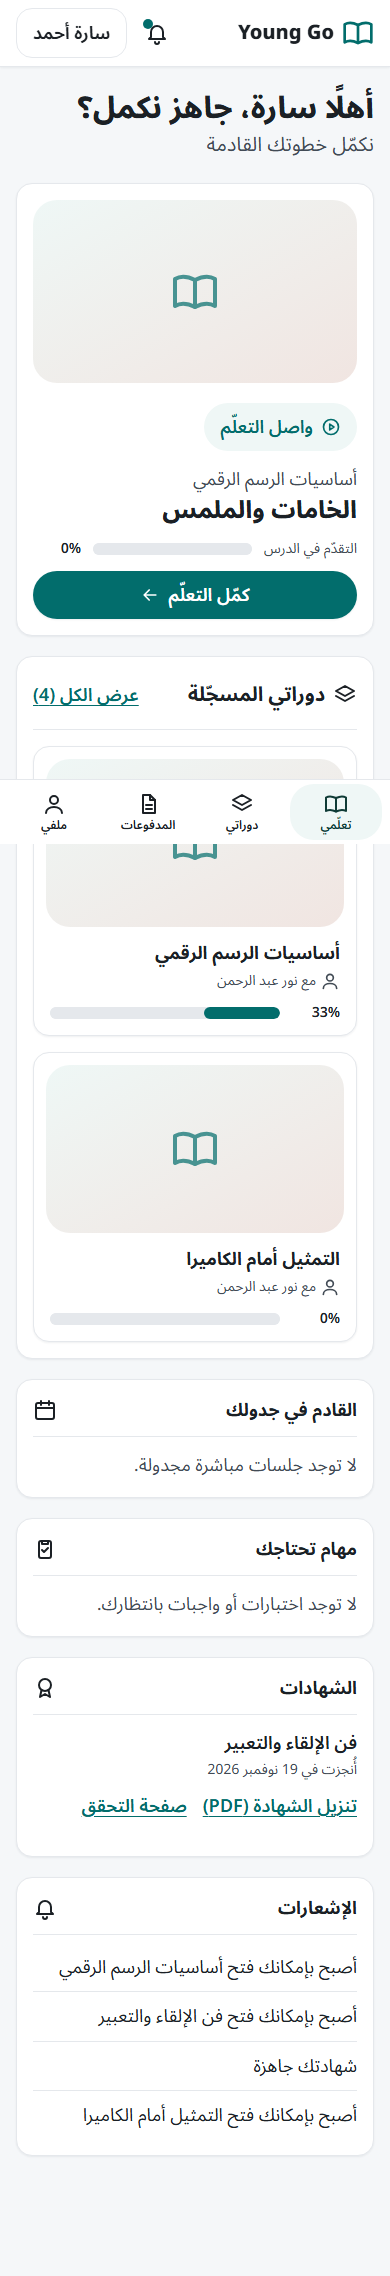 Young Go
سارة أحمد
أهلًا سارة، جاهز نكمل؟
نكمّل خطوتك القادمة
واصل التعلّم
أساسيات الرسم الرقمي
الخامات والملمس
التقدّم في الدرس 0%
كمّل التعلّم ←
دوراتي المسجّلة
عرض الكل (4)
تعلّمي
دوراتي
المدفوعات
ملفي
أساسيات الرسم الرقمي
مع نور عبد الرحمن
33%
التمثيل أمام الكاميرا
مع نور عبد الرحمن
0%
القادم في جدولك
لا توجد جلسات مباشرة مجدولة.
مهام تحتاجك
لا توجد اختبارات أو واجبات بانتظارك.
الشهادات
فن الإلقاء والتعبير
أُنجزت في 19 نوفمبر 2026
تنزيل الشهادة (PDF) صفحة التحقق
الإشعارات
أصبح بإمكانك فتح أساسيات الرسم الرقمي
أصبح بإمكانك فتح فن الإلقاء والتعبير
شهادتك جاهزة
أصبح بإمكانك فتح التمثيل أمام الكاميرا